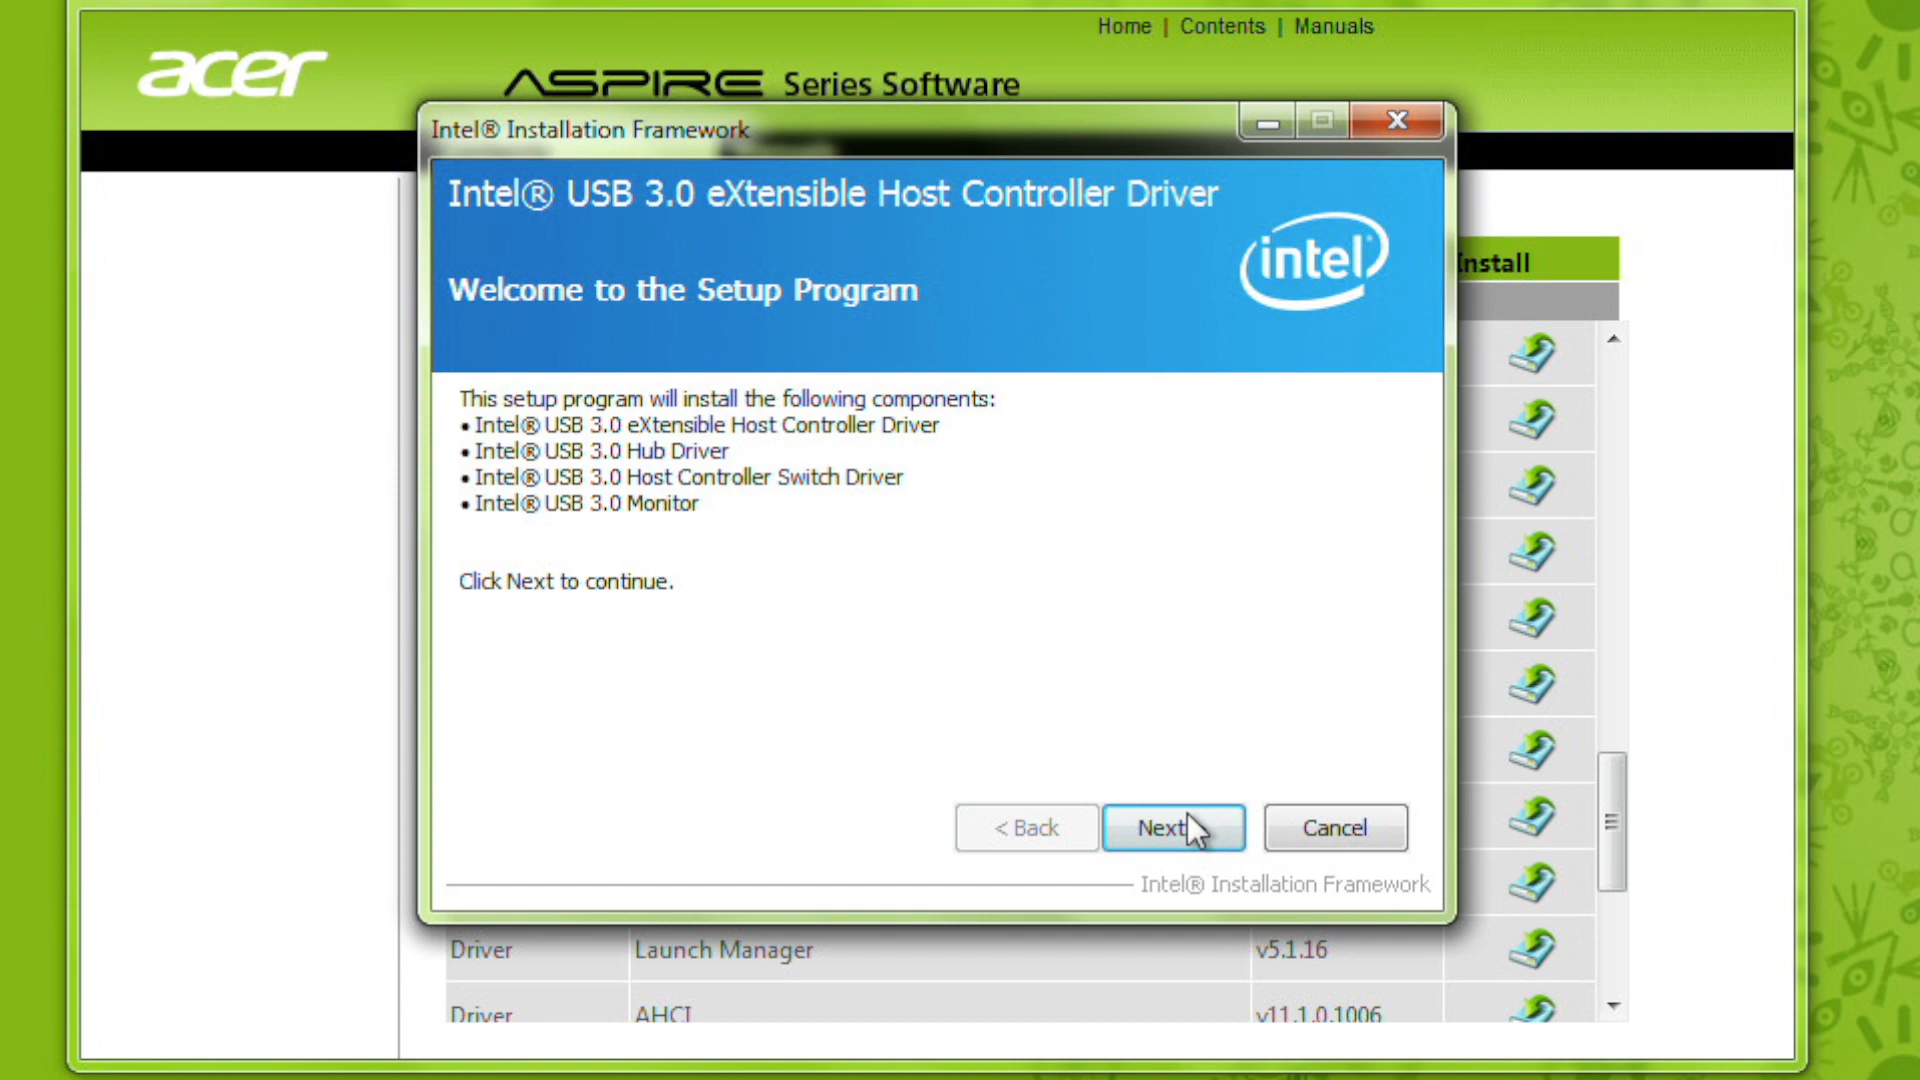 Home | Contents | Manuals
acer
ASPIRE Series Software
Intel® Installation Framework
Intel® USB 3.0 eXtensible Host Controller Driver
intel
Welcome to the Setup Program
Install
This setup program will install the following components:
• Intel® USB 3.0 eXtensible Host Controller Driver
• Intel® USB 3.0 Hub Driver
• Intel® USB 3.0 Host Controller Switch Driver
• Intel® USB 3.0 Monitor
Click Next to continue.
< Back Next Cancel
Intel® Installation Framework
Driver Launch Manager v5.1.16
Driver AHCI v11.1.0.1006